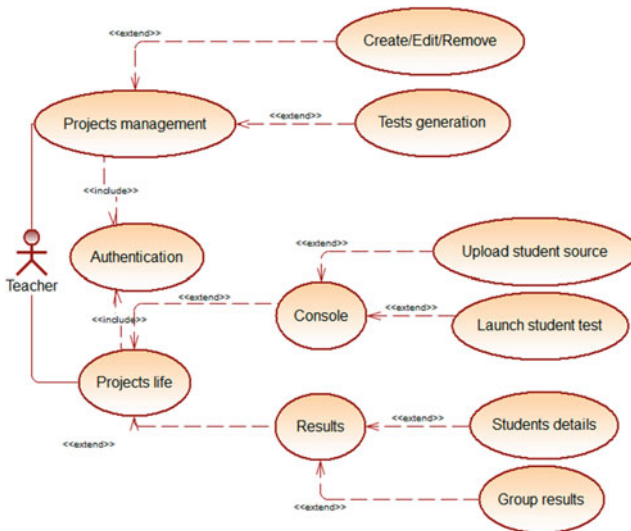 <<extend>>
Create/Edit/Remove
Projects management
<<extend>>
Tests generation
<<include>>
Authentication
Teacher
<<extend>>
Upload student source
<<extend>>
Console
<<extend>>
Launch student test
<<include>>
Projects life
<<extend>>
Results
<<extend>>
Students details
<<extend>>
Group results